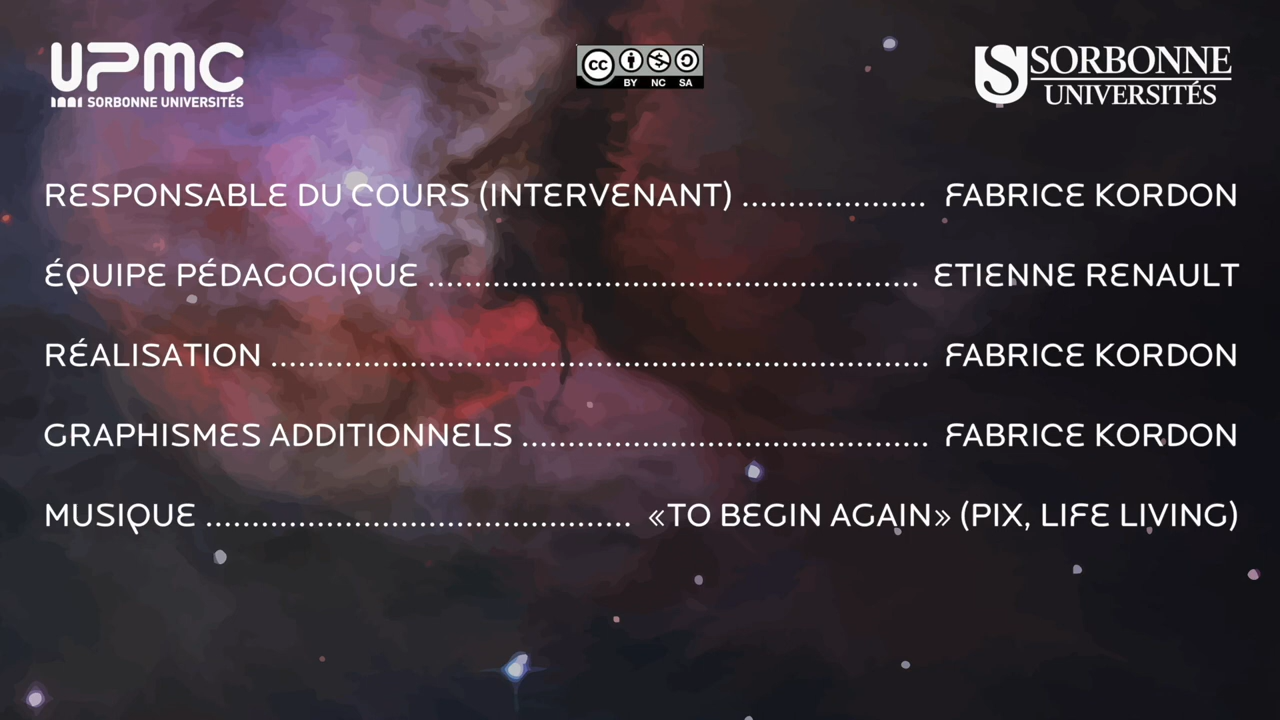 UPMC
SORBONNE UNIVERSITÉS
cc
BY NC SA
SORBONNE
UNIVERSITÉS
RESPONSABLE DU COURS (INTERVENANT) .................... FABRICE KORDON
ÉQUIPE PÉDAGOGIQUE .................................................... ETIENNE RENAULT
RÉALISATION ...................................................................... FABRICE KORDON
GRAPHISMES ADDITIONNELS ........................................... FABRICE KORDON
MUSIQUE ............................................. «TO BEGIN AGAIN» (PIX, LIFE LIVING)